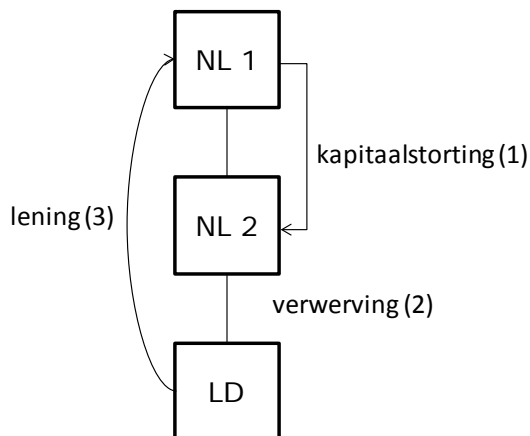 NL 1
kapitaalstorting (1)
lening (3)
NL 2
verwerving (2)
LD